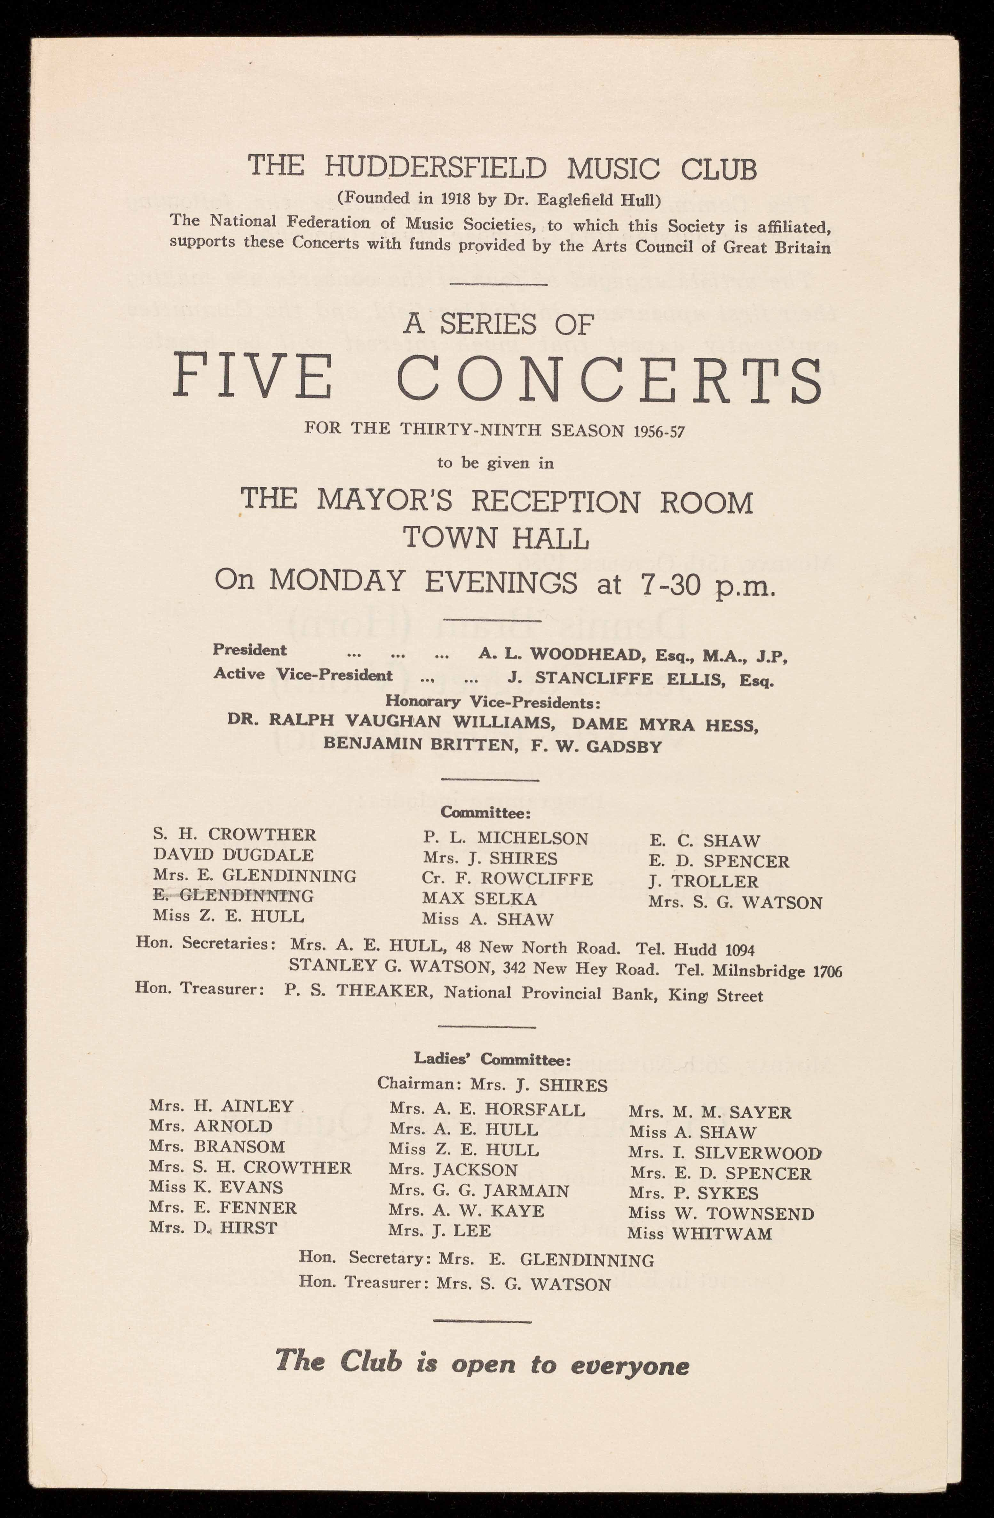 THE HUDDERSFIELD MUSIC CLUB
(Founded in 1918 by Dr. Eaglefield Hull)
The National Federation of Music Societies, to which this Society is affiliated,
supports these Concerts with funds provided by the Arts Council of Great Britain
A SERIES OF
FIVE CONCERTS
FOR THE THIRTY-NINTH SEASON 1956-57
to be given in
THE MAYOR'S RECEPTION ROOM
TOWN HALL
On MONDAY EVENINGS at 7-30 p.m.
President ... ... ... A. L. WOODHEAD, Esq., M.A., J.P,
Active Vice-President ... ... J. STANCLIFFE ELLIS, Esq.
Honorary Vice-Presidents:
DR. RALPH VAUGHAN WILLIAMS, DAME MYRA HESS,
BENJAMIN BRITTEN, F. W. GADSBY
Committee:
S. H. CROWTHER
DAVID DUGDALE
Mrs. E. GLENDINNING
E. GLENDINNING
Miss Z. E. HULL
P. L. MICHELSON
Mrs. J. SHIRES
Cr. F. ROWCLIFFE
MAX SELKA
Miss A. SHAW
E. C. SHAW
E. D. SPENCER
J. TROLLER
Mrs. S. G. WATSON
Hon. Secretaries: Mrs. A. E. HULL, 48 New North Road. Tel. Hudd 1094
STANLEY G. WATSON, 342 New Hey Road. Tel. Milnsbridge 1706
Hon. Treasurer: P. S. THEAKER, National Provincial Bank, King Street
Ladies' Committee:
Chairman: Mrs. J. SHIRES
Mrs. H. AINLEY
Mrs. ARNOLD
Mrs. BRANSOM
Mrs. S. H. CROWTHER
Miss K. EVANS
Mrs. E. FENNER
Mrs. D. HIRST
Mrs. A. E. HORSFALL
Mrs. A. E. HULL
Miss Z. E. HULL
Mrs. JACKSON
Mrs. G. G. JARMAIN
Mrs. A. W. KAYE
Mrs. J. LEE
Mrs. M. M. SAYER
Miss A. SHAW
Mrs. I. SILVERWOOD
Mrs. E. D. SPENCER
Mrs. P. SYKES
Miss W. TOWNSEND
Miss WHITWAM
Hon. Secretary: Mrs. E. GLENDINNING
Hon. Treasurer: Mrs. S. G. WATSON
The Club is open to everyone